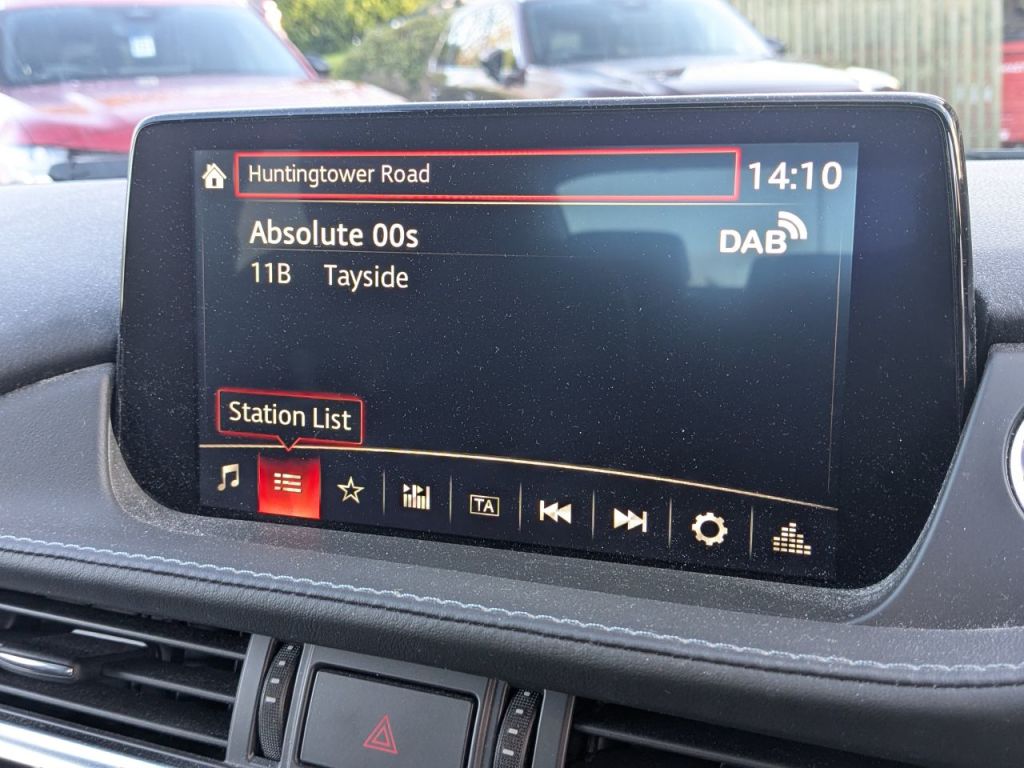 Huntingtower Road 14:10
Absolute 00s DAB
11B Tayside
Station List
TA